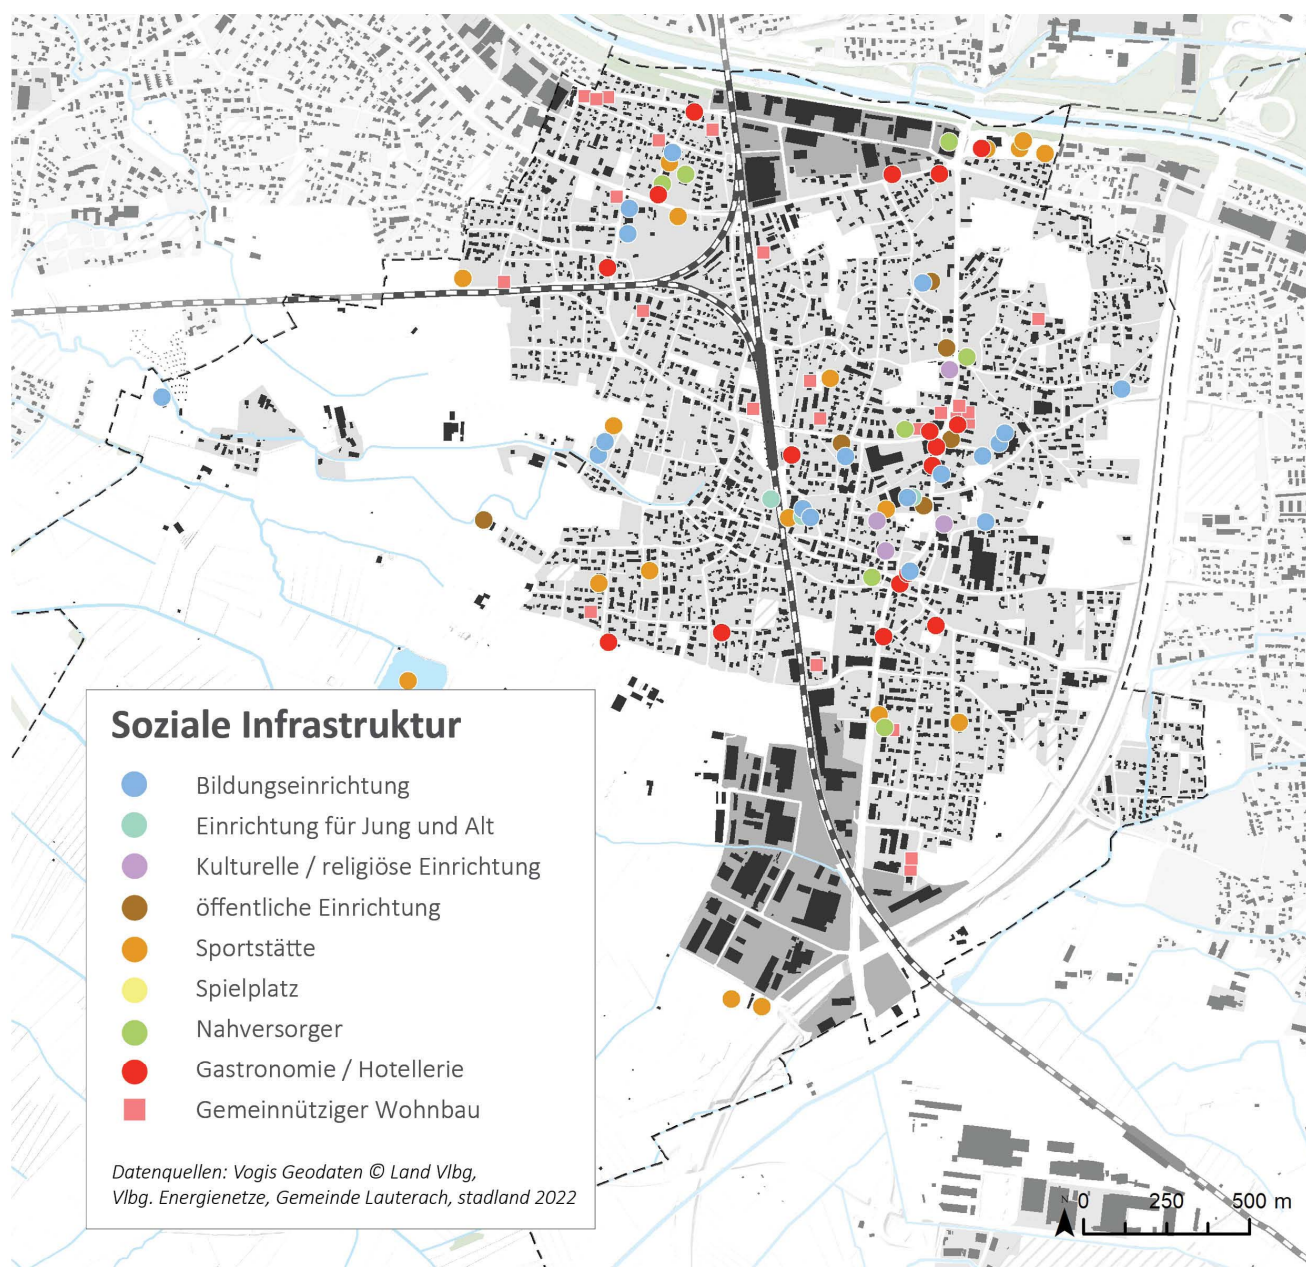 Soziale Infrastruktur
Bildungseinrichtung
Einrichtung für Jung und Alt
Kulturelle / religiöse Einrichtung
öffentliche Einrichtung
Sportstätte
Spielplatz
Nahversorger
Gastronomie / Hotellerie
Gemeinnütziger Wohnbau
Datenquellen: Vogis Geodaten © Land Vlbg,
Vlbg. Energienetze, Gemeinde Lauterach, stadland 2022
N 0 250 500 m